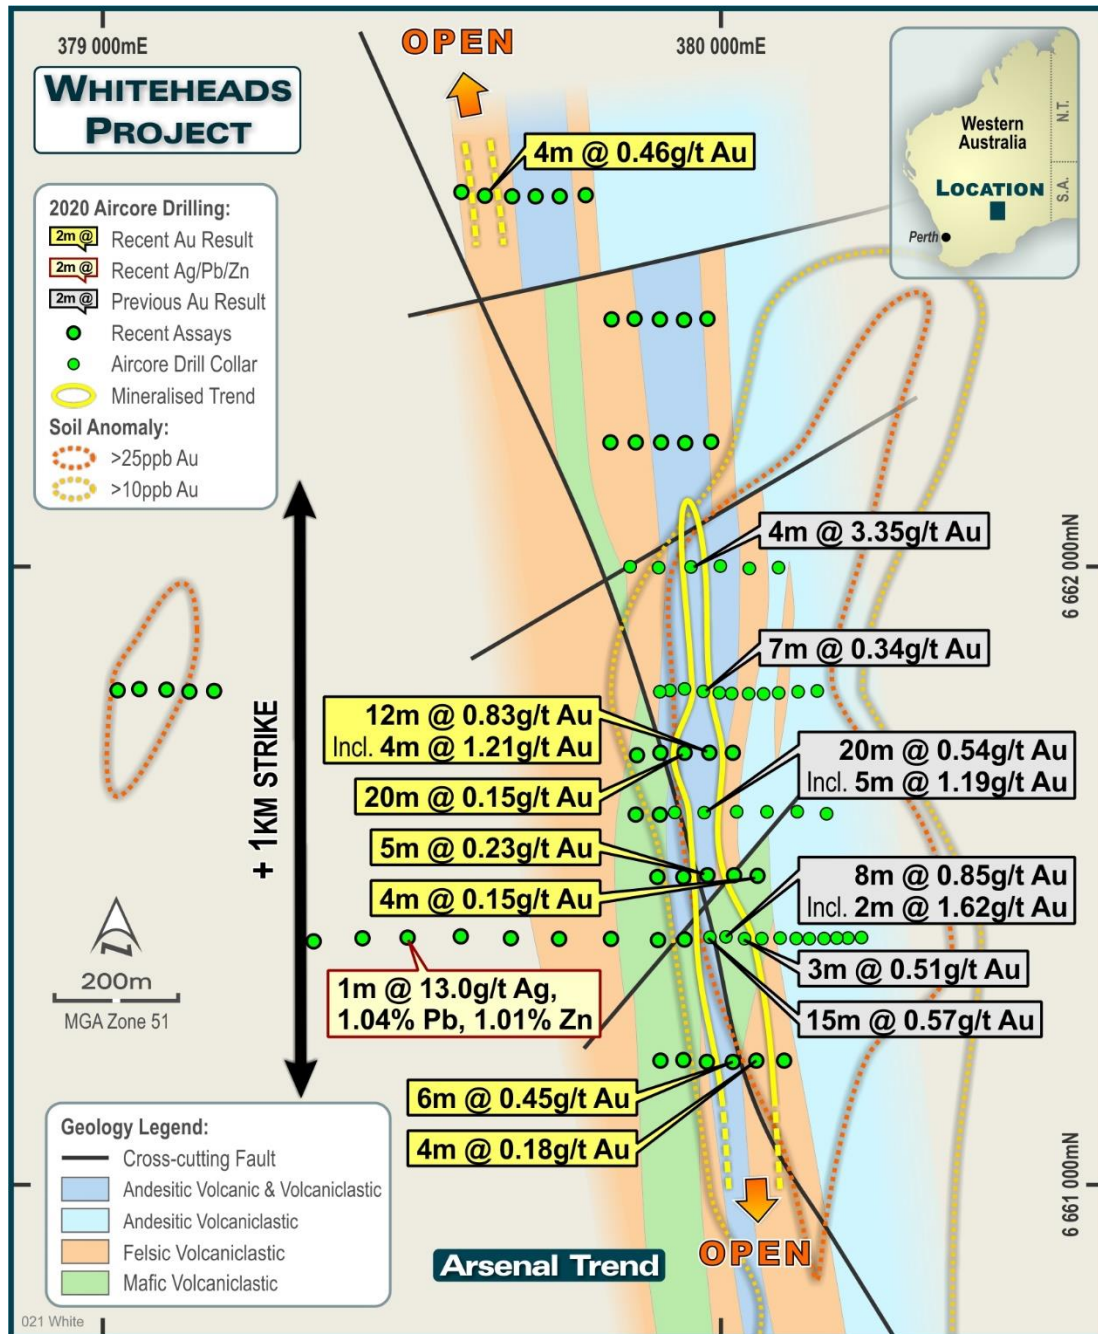 379 000mE
OPEN
380 000mE
WHITEHEADS
PROJECT
Western
Australia
N.T.
S.A.
LOCATION
Perth
4m @ 0.46g/t Au
2020 Aircore Drilling:
2m @ Recent Au Result
2m @ Recent Ag/Pb/Zn
2m @ Previous Au Result
Recent Assays
Aircore Drill Collar
Mineralised Trend
Soil Anomaly:
>25ppb Au
>10ppb Au
4m @ 3.35g/t Au
6 662 000mN
7m @ 0.34g/t Au
+ 1KM STRIKE
12m @ 0.83g/t Au
Incl. 4m @ 1.21g/t Au
20m @ 0.54g/t Au
Incl. 5m @ 1.19g/t Au
20m @ 0.15g/t Au
5m @ 0.23g/t Au
4m @ 0.15g/t Au
8m @ 0.85g/t Au
Incl. 2m @ 1.62g/t Au
3m @ 0.51g/t Au
15m @ 0.57g/t Au
N
200m
MGA Zone 51
1m @ 13.0g/t Ag,
1.04% Pb, 1.01% Zn
6m @ 0.45g/t Au
4m @ 0.18g/t Au
6 661 000mN
OPEN
Arsenal Trend
Geology Legend:
Cross-cutting Fault
Andesitic Volcanic & Volcaniclastic
Andesitic Volcaniclastic
Felsic Volcaniclastic
Mafic Volcaniclastic
021 White